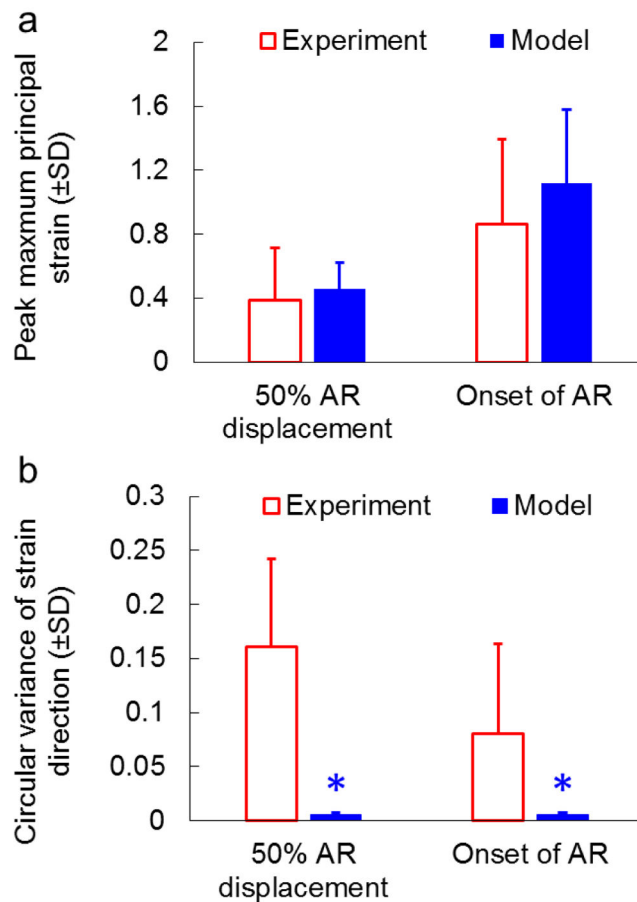 a
Peak maxmum principal
strain (±SD)
2
1.6
1.2
0.8
0.4
0
Experiment
Model
50% AR
displacement
Onset of AR
b
Circular variance of strain
direction (±SD)
0.3
0.25
0.2
0.15
0.1
0.05
0
Experiment
Model
*
*
50% AR
displacement
Onset of AR